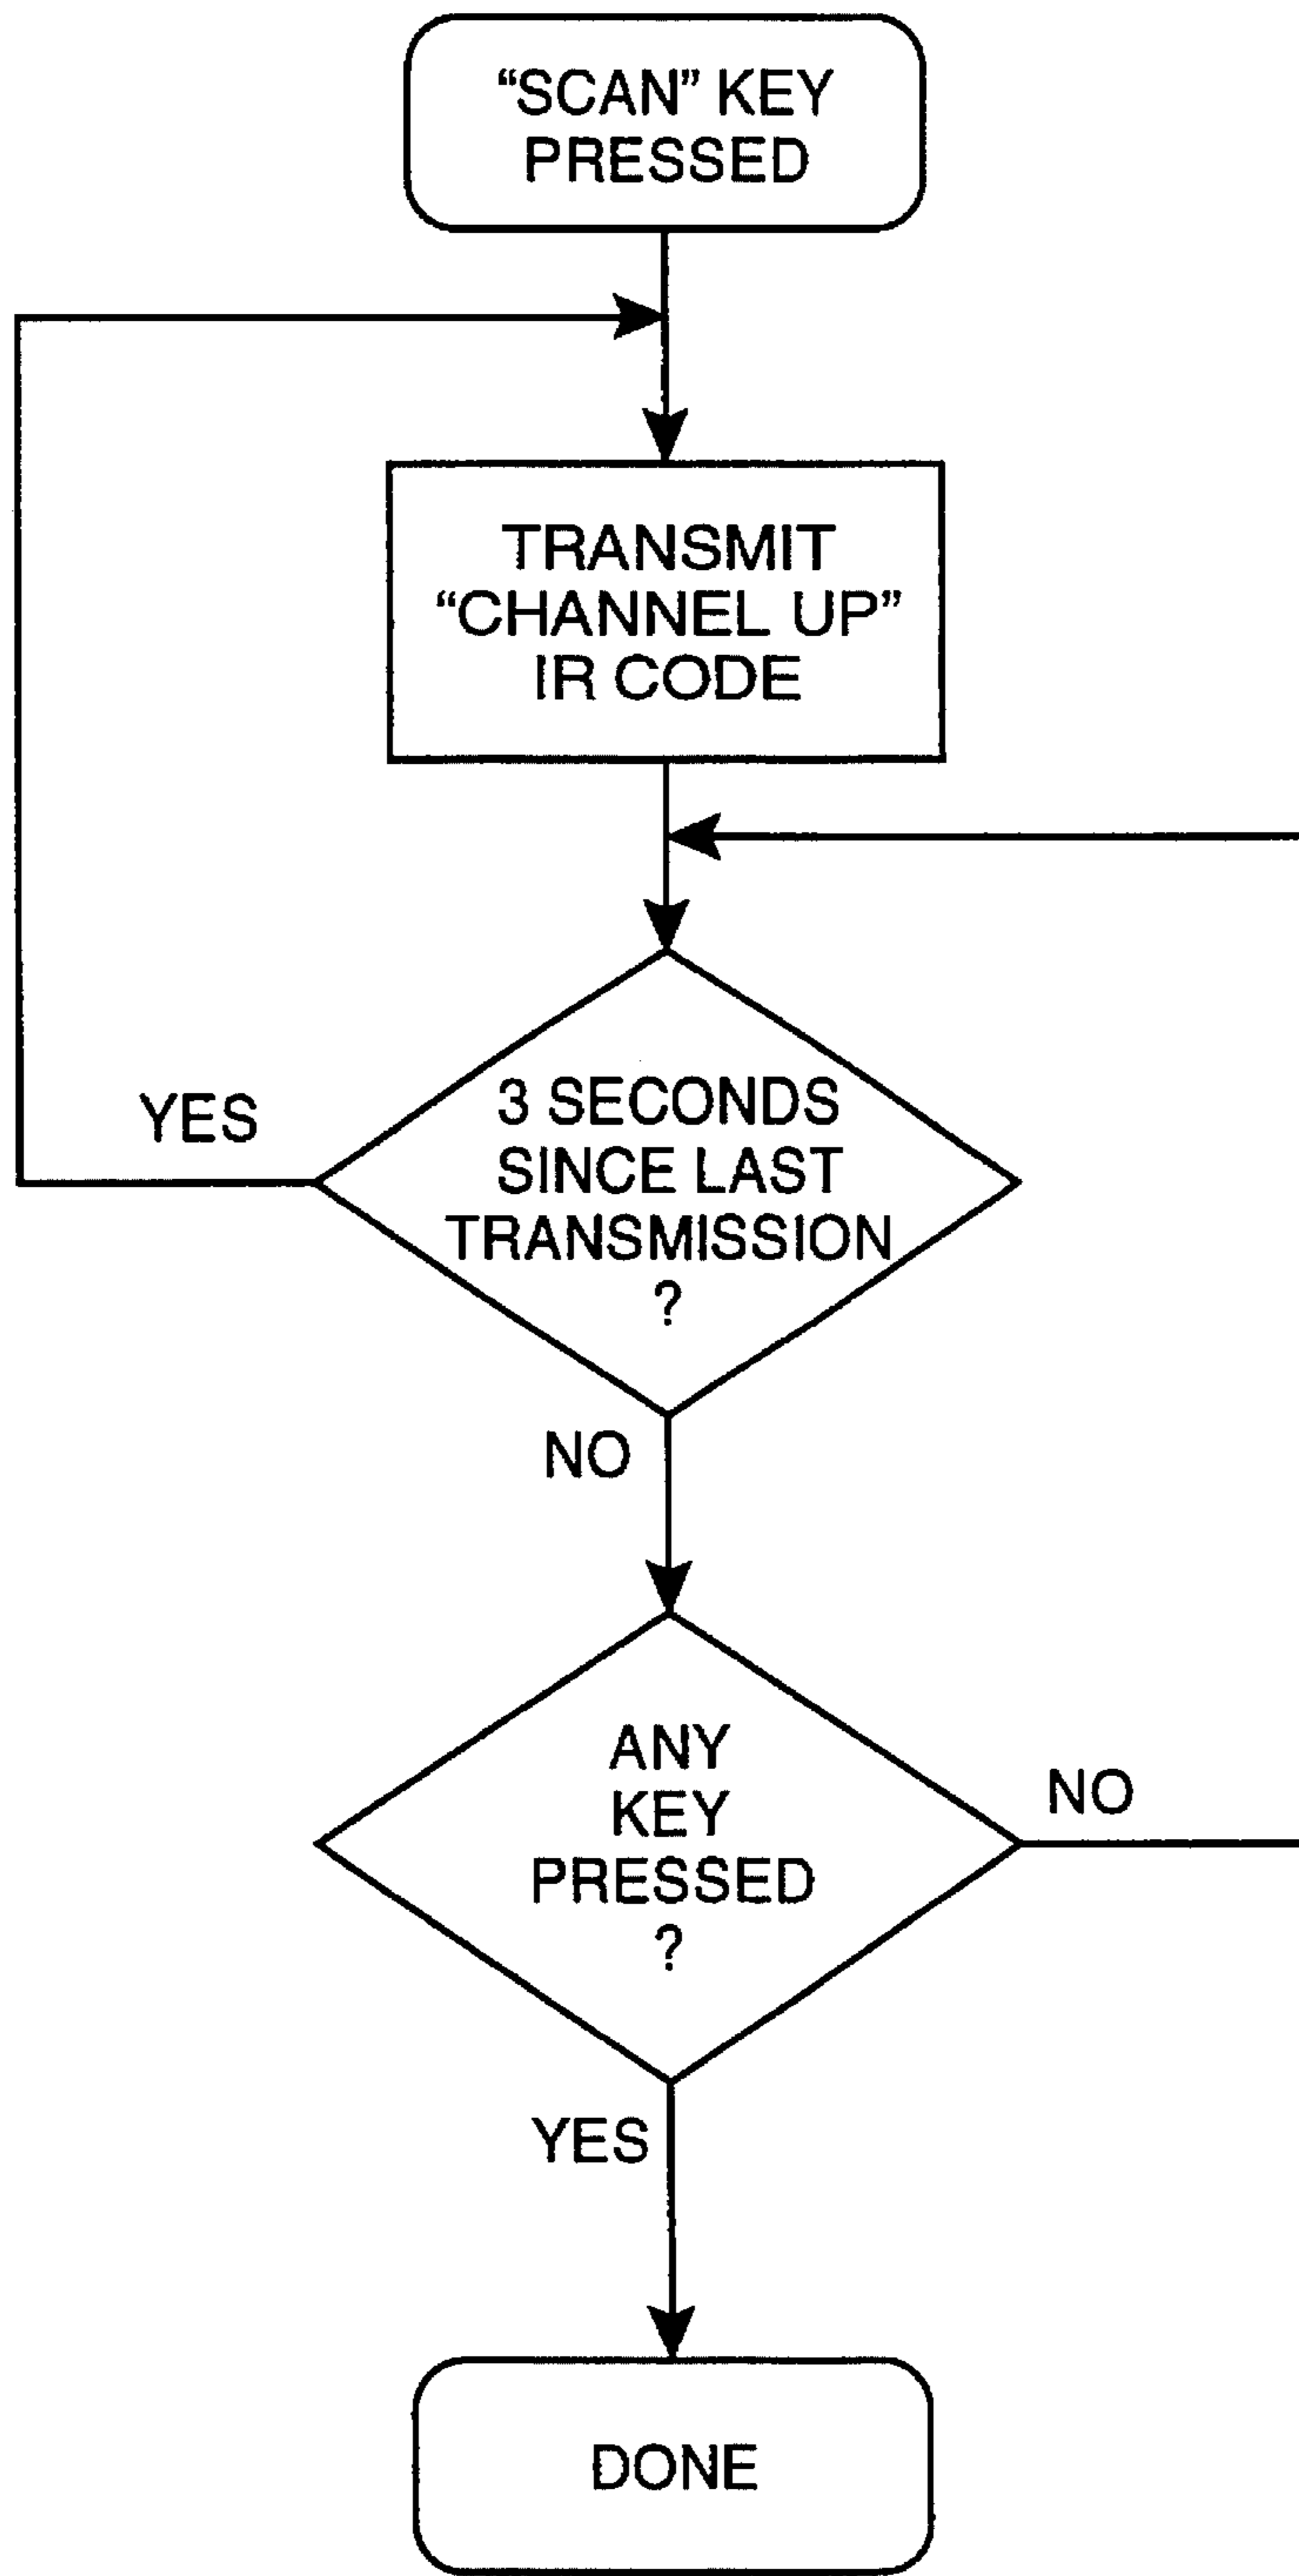 “SCAN” KEY
PRESSED
TRANSMIT
“CHANNEL UP”
IR CODE
YES
3 SECONDS
SINCE LAST
TRANSMISSION
?
NO
ANY
KEY
PRESSED
?
NO
YES
DONE